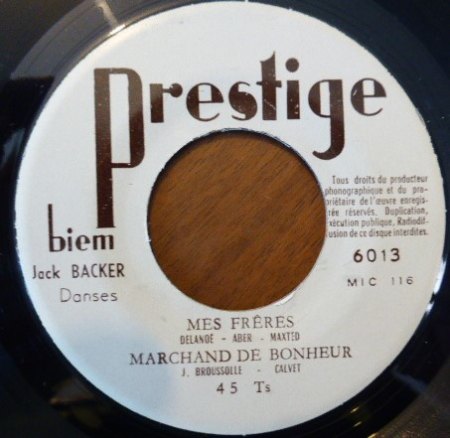 Prestige
biem
Tous droits du producteur
phonographique et du pro-
priétaire de l'œuvre enregis-
rée réservés. Duplication,
exécution publique, Radiodif-
fusion de ce disque interdites.
Jack BACKER
Danses
6013
MIC 116
MES FRÊRES
DELANOË - ABER - MAXTED
MARCHAND DE BONHEUR
J. BROUSSOLLE - CALVET
45 Ts